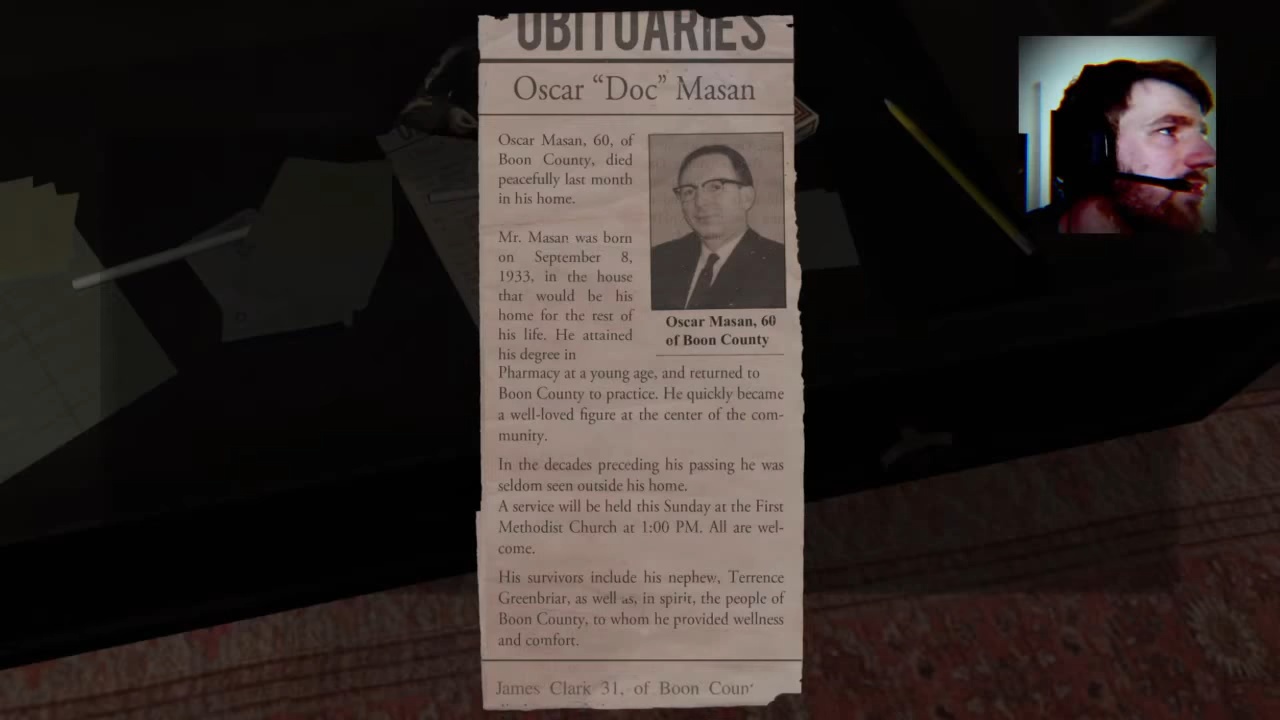 OBITUARIES
Oscar “Doc” Masan
Oscar Masan, 60, of
Boon County, died
peacefully last month
in his home.
Mr. Masan was born
on September 8,
1933, in the house
that would be his
home for the rest of
his life. He attained
his degree in
Pharmacy at a young age, and returned to
Boon County to practice. He quickly became
a well-loved figure at the center of the com-
munity.
Oscar Masan, 60
of Boon County
In the decades preceding his passing he was
seldom seen outside his home.
A service will be held this Sunday at the First
Methodist Church at 1:00 PM. All are wel-
come.
His survivors include his nephew, Terrence
Greenbriar, as well as, in spirit, the people of
Boon County, to whom he provided wellness
and comfort.
James Clark 31, of Boon